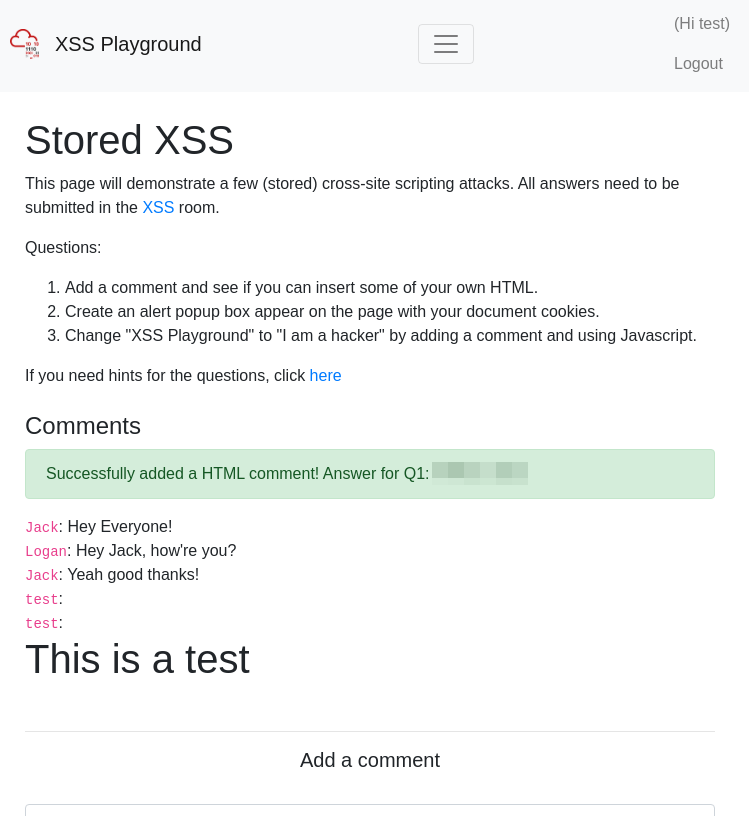 XSS Playground
(Hi test)
Logout
Stored XSS
This page will demonstrate a few (stored) cross-site scripting attacks. All answers need to be
submitted in the XSS room.
Questions:
1. Add a comment and see if you can insert some of your own HTML.
2. Create an alert popup box appear on the page with your document cookies.
3. Change "XSS Playground" to "I am a hacker" by adding a comment and using Javascript.
If you need hints for the questions, click here
Comments
Successfully added a HTML comment! Answer for Q1:
Jack: Hey Everyone!
Logan: Hey Jack, how're you?
Jack: Yeah good thanks!
test:
test:
This is a test
Add a comment